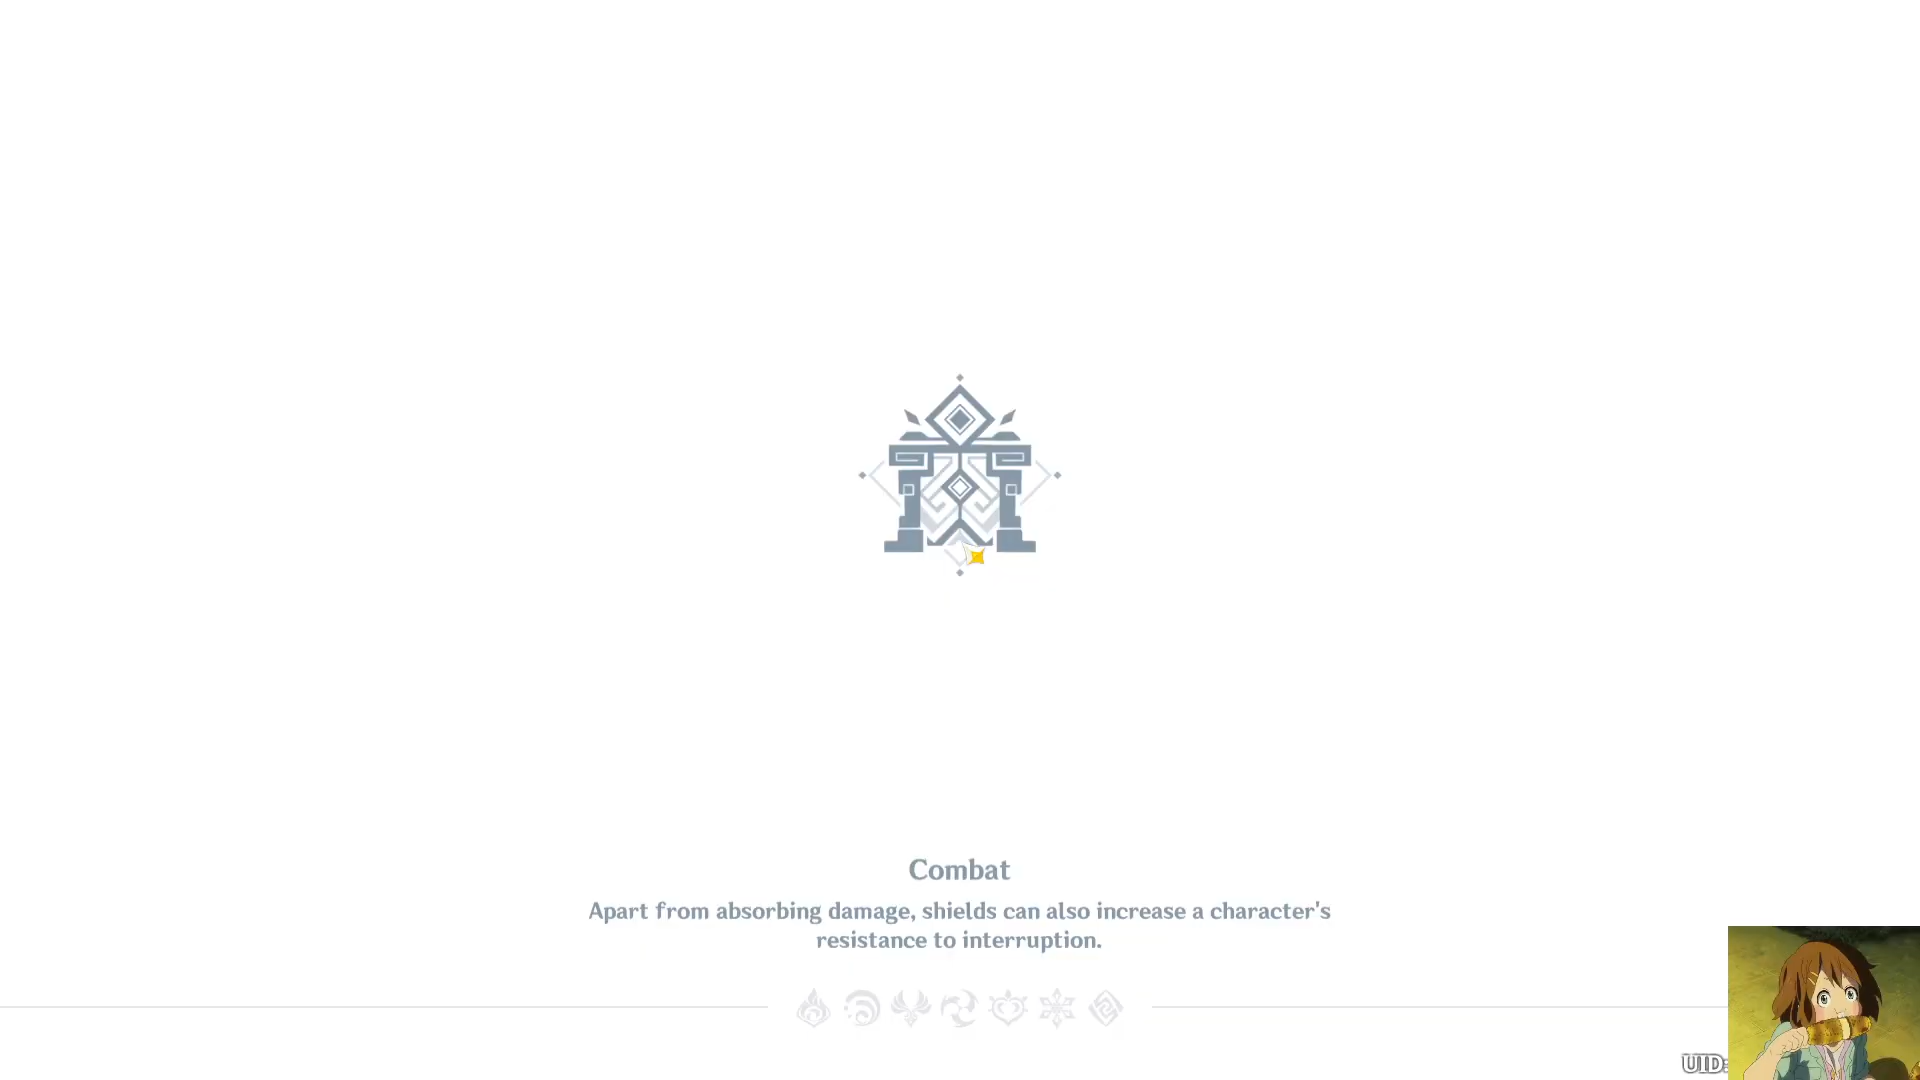 Combat
Apart from absorbing damage, shields can also increase a character's
resistance to interruption.
UID: